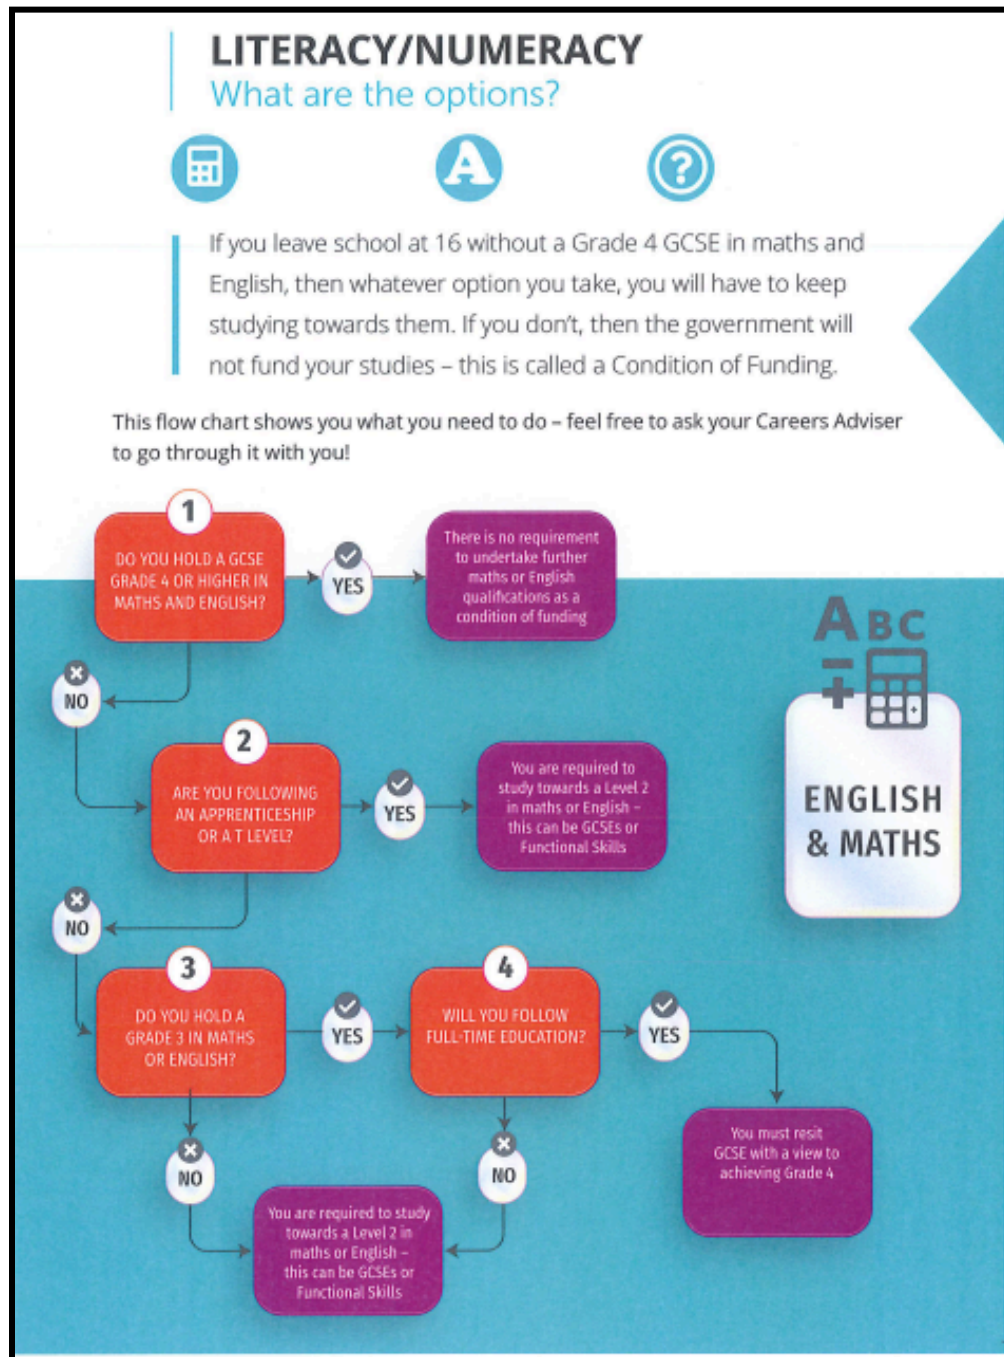 LITERACY/NUMERACY
What are the options?
A
?
If you leave school at 16 without a Grade 4 GCSE in maths and
English, then whatever option you take, you will have to keep
studying towards them. If you don't, then the government will
not fund your studies – this is called a Condition of Funding.
This flow chart shows you what you need to do – feel free to ask your Careers Adviser
to go through it with you!
1
DO YOU HOLD A GCSE
GRADE 4 OR HIGHER IN
MATHS AND ENGLISH?
YES
There is no requirement
to undertake further
maths or English
qualifications as a
condition of funding
NO
2
ARE YOU FOLLOWING
AN APPRENTICESHIP
OR A T LEVEL?
YES
You are required to
study towards a Level 2
in maths or English –
this can be GCSEs or
Functional Skills
ABC
ENGLISH
& MATHS
NO
3
DO YOU HOLD A
GRADE 3 IN MATHS
OR ENGLISH?
YES
4
WILL YOU FOLLOW
FULL-TIME EDUCATION?
YES
You must resit
GCSE with a view to
achieving Grade 4
NO
NO
You are required to study
towards a Level 2 in
maths or English –
this can be GCSEs or
Functional Skills